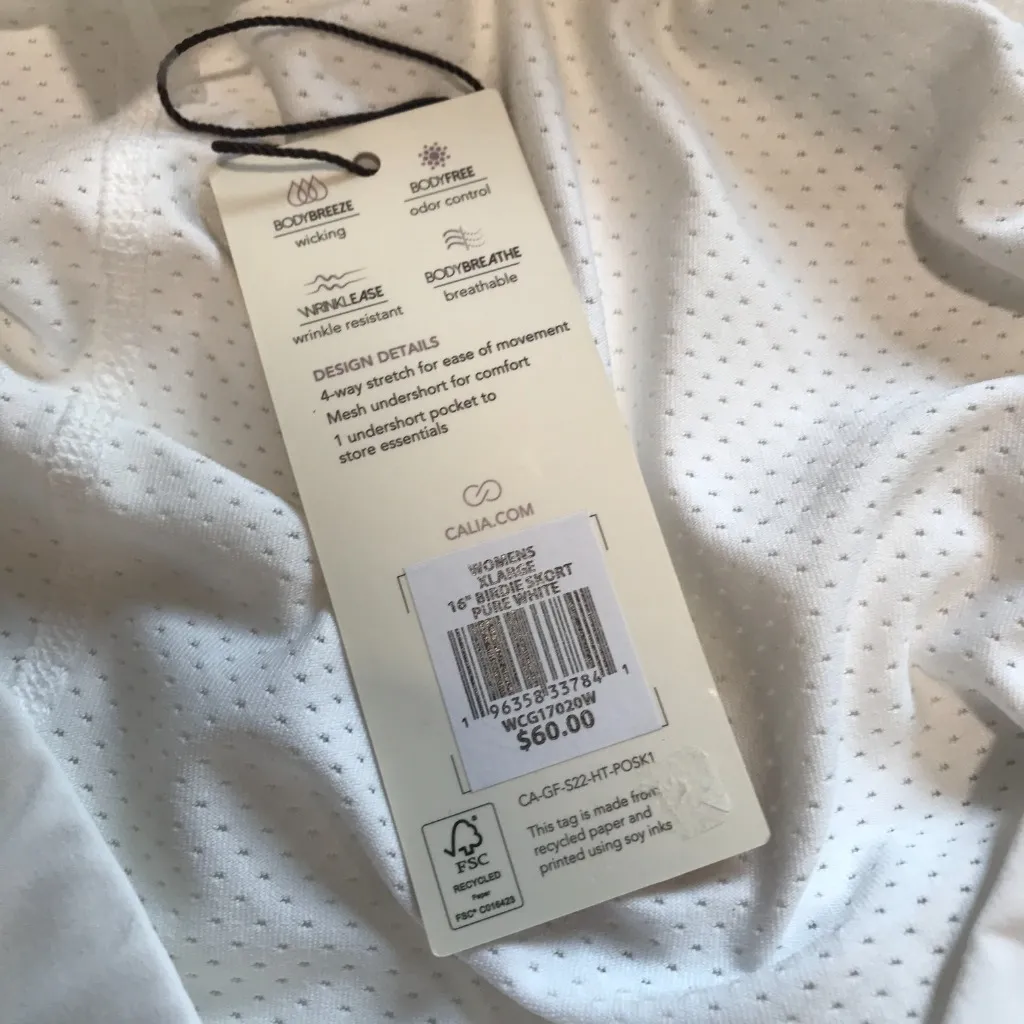 BODYBREEZE
wicking
BODYFREE
odor control
WRINKLEASE
wrinkle resistant
BODYBREATHE
breathable
DESIGN DETAILS
4-way stretch for ease of movement
Mesh undershort for comfort
1 undershort pocket to
store essentials
CALIA.COM
WOMENS
XLARGE
16" BIRDIE SKORT
PURE WHITE
1 96358 33784 1
WCG17020W
$60.00
CA-GF-S22-HT-POSK1
This tag is made from
recycled paper and
printed using soy inks
FSC
RECYCLED
Paper
FSC® C016423